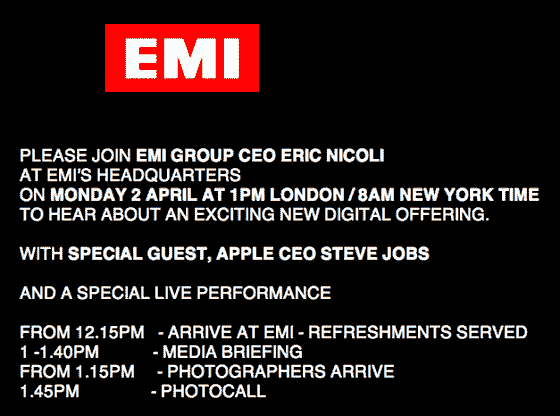 EMI
PLEASE JOIN EMI GROUP CEO ERIC NICOLI
AT EMI'S HEADQUARTERS
ON MONDAY 2 APRIL AT 1PM LONDON / 8AM NEW YORK TIME
TO HEAR ABOUT AN EXCITING NEW DIGITAL OFFERING.
WITH SPECIAL GUEST, APPLE CEO STEVE JOBS
AND A SPECIAL LIVE PERFORMANCE
FROM 12.15PM - ARRIVE AT EMI - REFRESHMENTS SERVED
1 -1.40PM - MEDIA BRIEFING
FROM 1.15PM - PHOTOGRAPHERS ARRIVE
1.45PM - PHOTOCALL